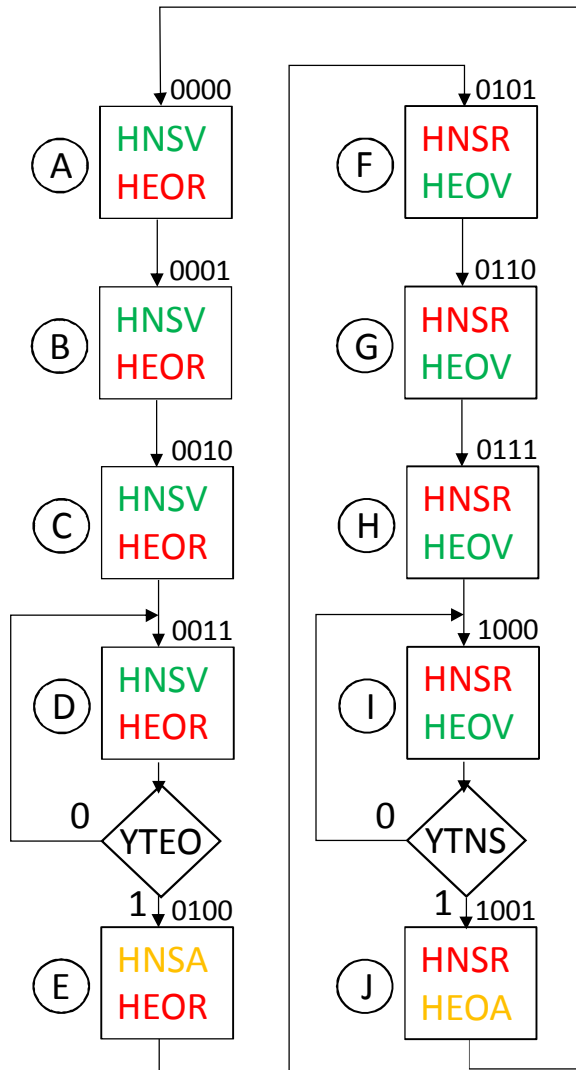 0000
A
HNSV
HEOR
0001
B
HNSV
HEOR
0010
C
HNSV
HEOR
0011
D
HNSV
HEOR
0
YTEO
1
0100
E
HNSA
HEOR
0101
F
HNSR
HEOV
0110
G
HNSR
HEOV
0111
H
HNSR
HEOV
1000
I
HNSR
HEOV
0
YTNS
1
1001
J
HNSR
HEOA